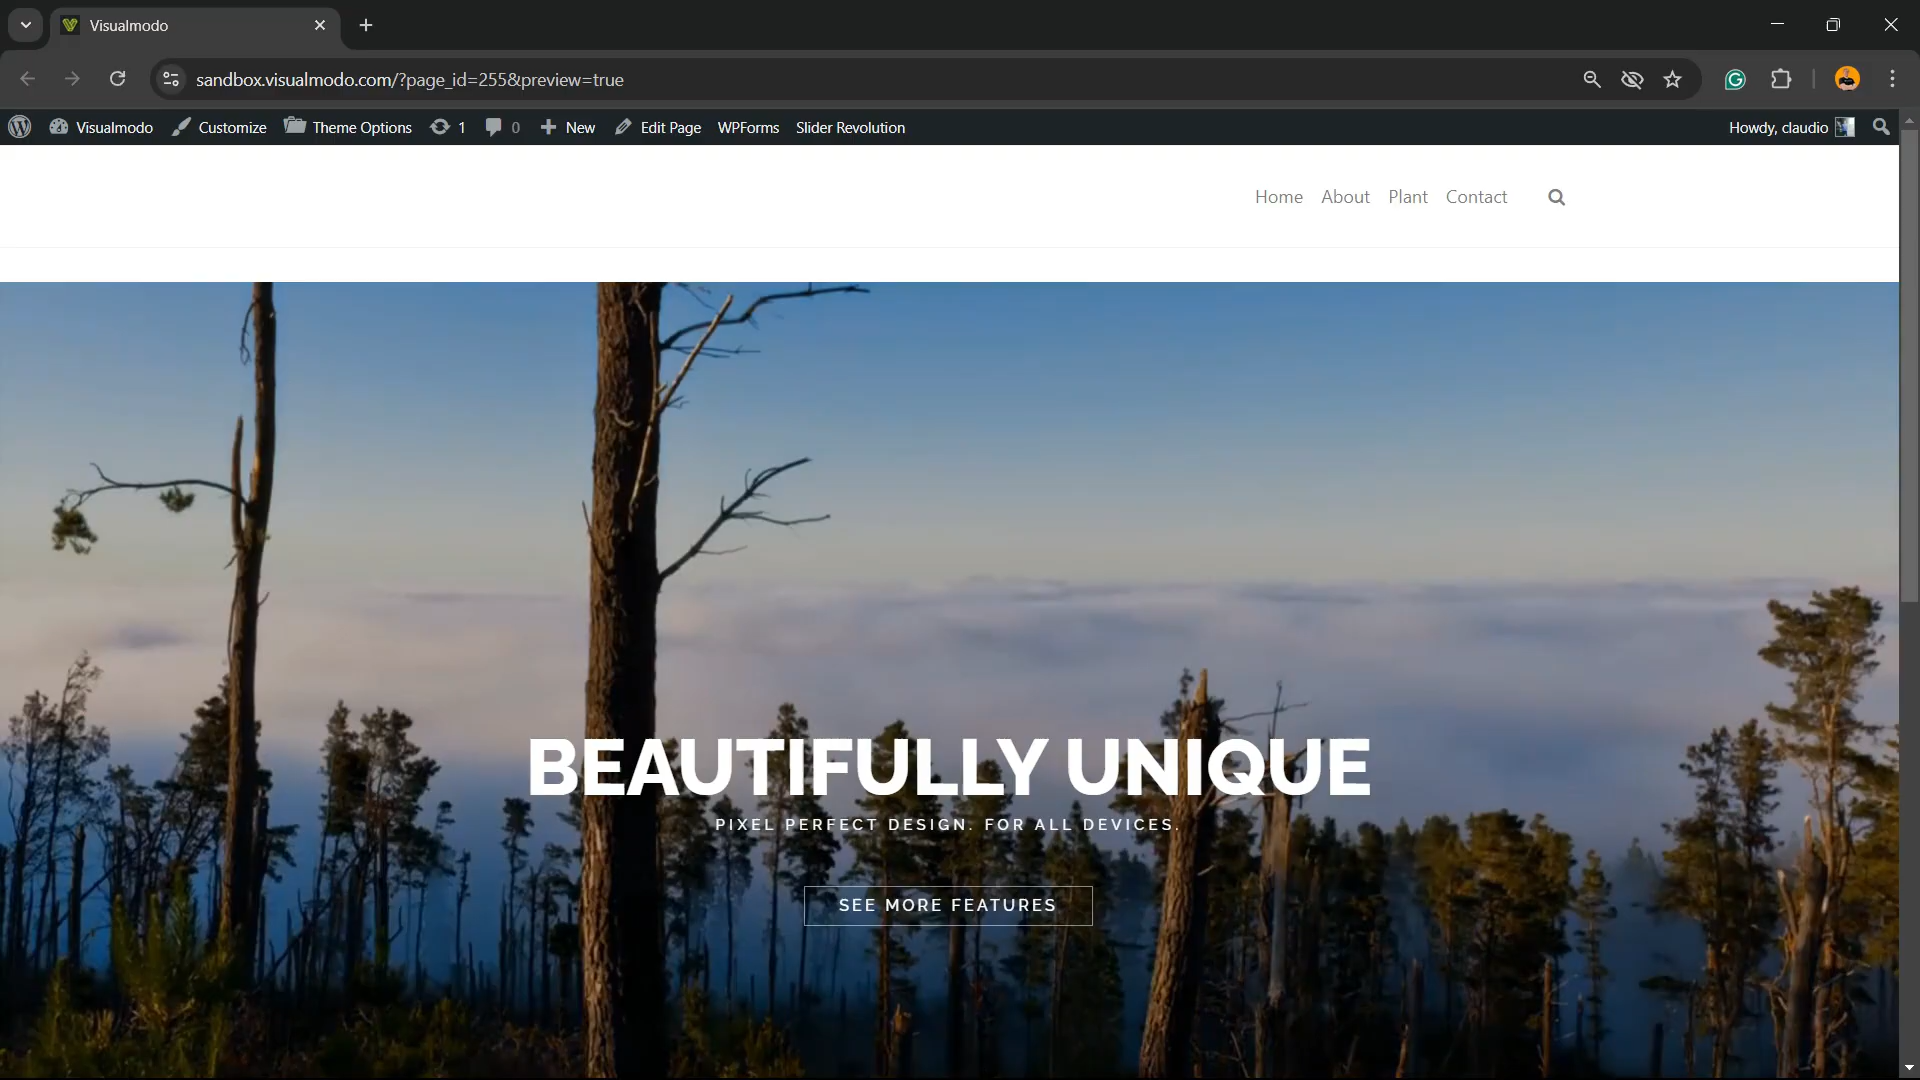 Visualmodo
sandbox.visualmodo.com/?page_id=255&preview=true
Visualmodo Customize Theme Options 1 0 New Edit Page WPForms Slider Revolution Howdy, claudio
Home About Plant Contact
BEAUTIFULLY UNIQUE
PIXEL PERFECT DESIGN. FOR ALL DEVICES.
SEE MORE FEATURES